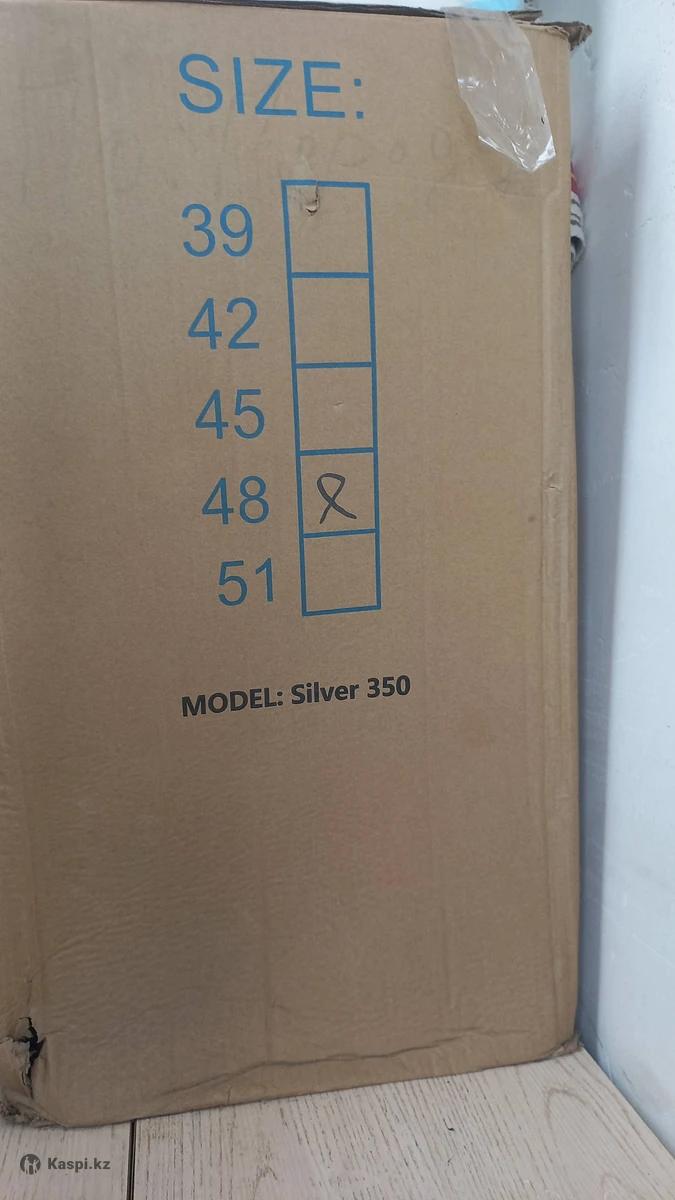 SIZE:
39
42
45
48
51
MODEL: Silver 350
Kaspi.kz